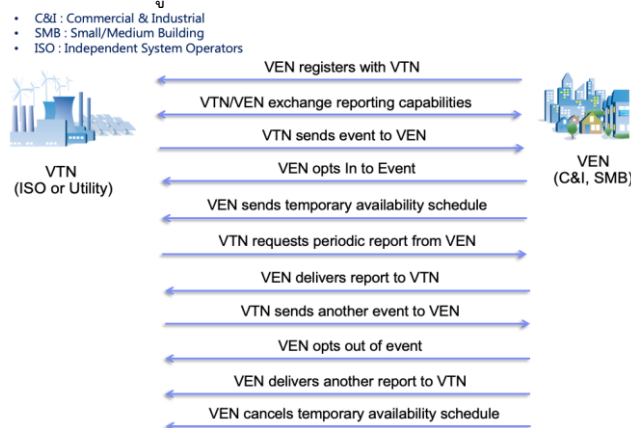 • C&I : Commercial & Industrial
• SMB : Small/Medium Building
• ISO : Independent System Operators
VEN registers with VTN
VTN/VEN exchange reporting capabilities
VTN sends event to VEN
VTN
(ISO or Utility)
VEN
(C&I, SMB)
VEN opts In to Event
VEN sends temporary availability schedule
VTN requests periodic report from VEN
VEN delivers report to VTN
VTN sends another event to VEN
VEN opts out of event
VEN delivers another report to VTN
VEN cancels temporary availability schedule